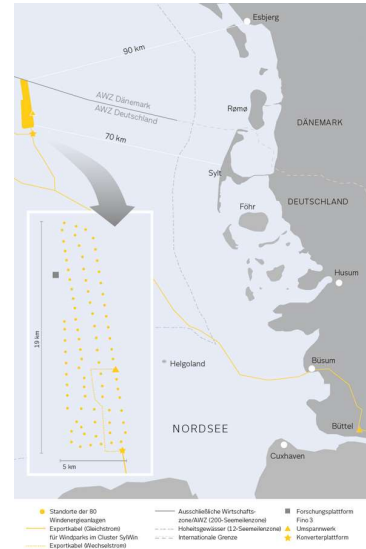 Esbjerg
90 km
AWZ Dänemark
AWZ Deutschland
Rømø
DÄNEMARK
70 km
Sylt
DEUTSCHLAND
Föhr
Husum
19 km
Helgoland
Büsum
Büttel
NORDSEE
Cuxhaven
5 km
Standorte der 80
Windenergieanlagen
Exportkabel (Gleichstrom)
für Windparks im Cluster SylWin
Exportkabel (Wechselstrom)
Ausschließliche Wirtschafts-
zone/AWZ (200-Seemeilenzone)
Hoheitsgewässer (12-Seemeilenzone)
Internationale Grenze
Forschungsplattform
Fino 3
Umspannwerk
Konverterplattform